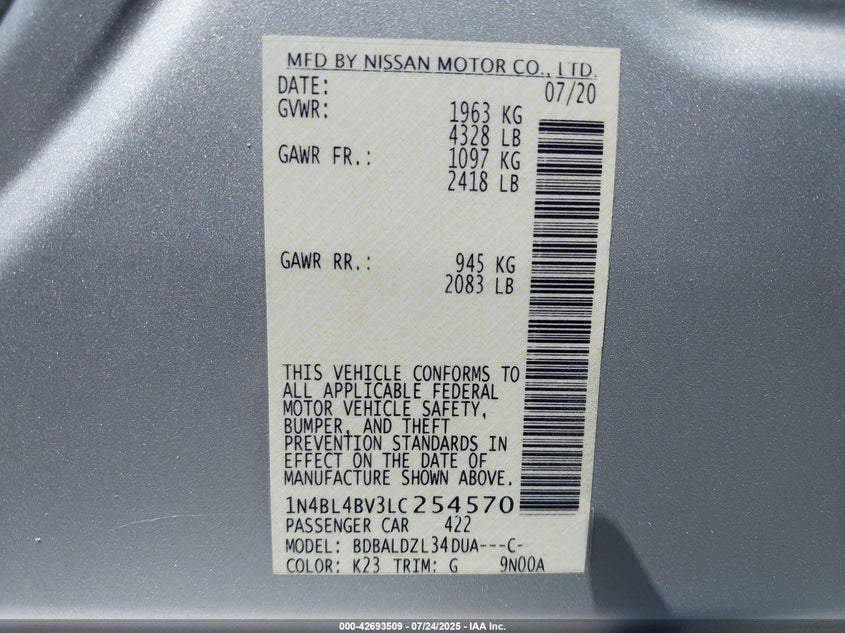 MFD BY NISSAN MOTOR CO., LTD.
DATE: 07/20
GVWR: 1963 KG
4328 LB
GAWR FR.: 1097 KG
2418 LB
GAWR RR.: 945 KG
2083 LB
THIS VEHICLE CONFORMS TO
ALL APPLICABLE FEDERAL
MOTOR VEHICLE SAFETY,
BUMPER, AND THEFT
PREVENTION STANDARDS IN
EFFECT ON THE DATE OF
MANUFACTURE SHOWN ABOVE.
1N4BL4BV3LC254570
PASSENGER CAR 422
MODEL: BDBALDZL34DUA---C-
COLOR: K23 TRIM: G 9N00A
000-42693509 - 07/24/2025 - IAA Inc.